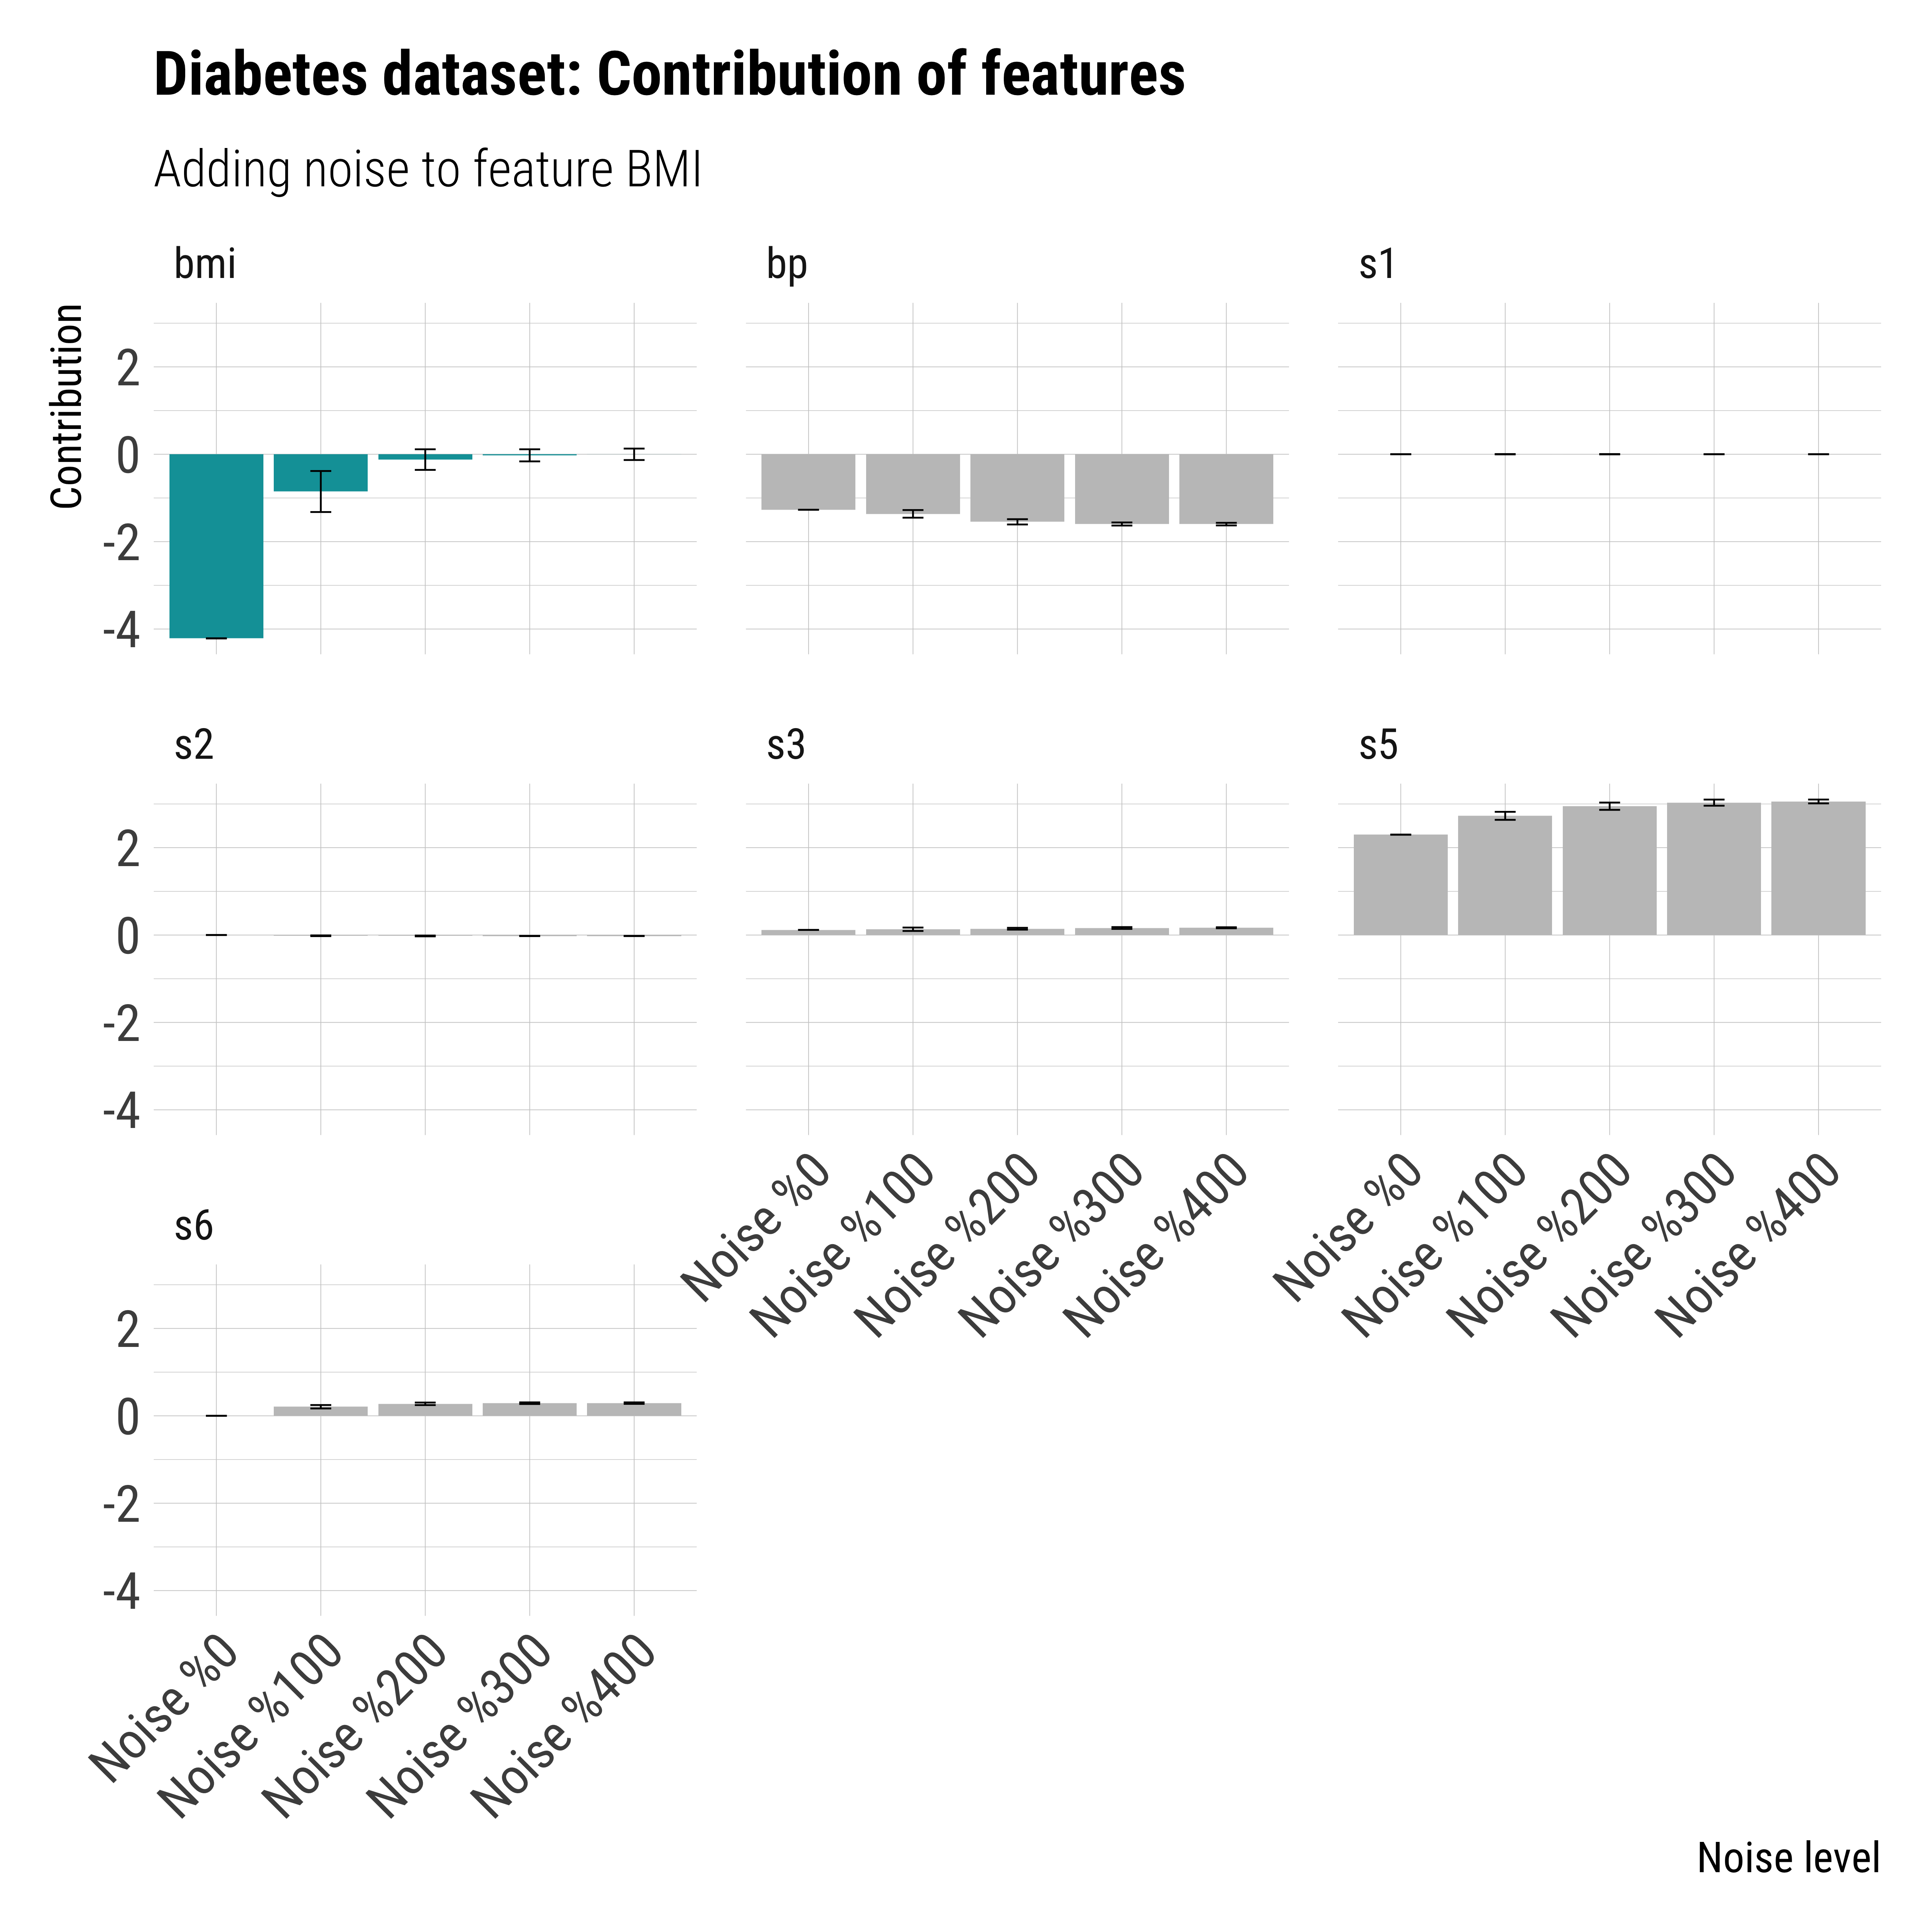 Diabetes dataset: Contribution of features
Adding noise to feature BMI
bmi
bp
s1
Contribution
2
0
-2
-4
s2
s3
s5
2
0
-2
-4
Noise %0
Noise %100
Noise %200
Noise %300
Noise %400
Noise %0
Noise %100
Noise %200
Noise %300
Noise %400
s6
2
0
-2
-4
Noise %0
Noise %100
Noise %200
Noise %300
Noise %400
Noise level